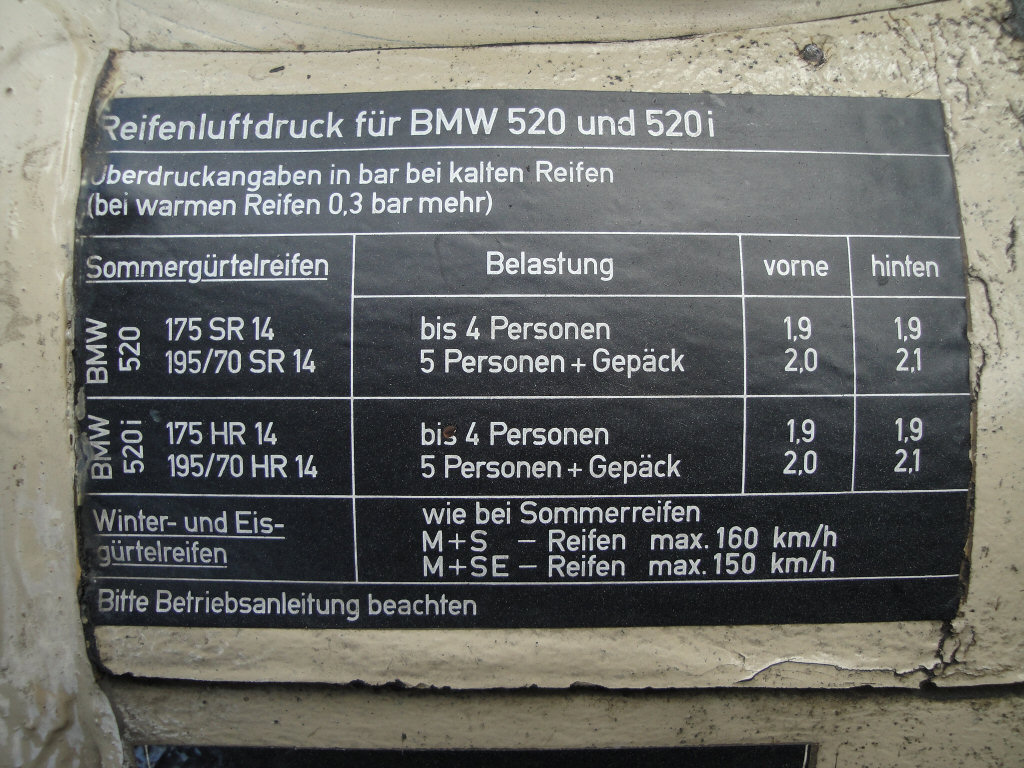 Reifenluftdruck für BMW 520 und 520i
Überdruckangaben in bar bei kalten Reifen
(bei warmen Reifen 0,3 bar mehr)
Sommergürtelreifen Belastung vorne hinten
BMW 520 175 SR 14 bis 4 Personen 1,9 1,9
195/70 SR 14 5 Personen + Gepäck 2,0 2,1
BMW 520i 175 HR 14 bis 4 Personen 1,9 1,9
195/70 HR 14 5 Personen + Gepäck 2,0 2,1
Winter- und Eis-
gürtelreifen
wie bei Sommerreifen
M+S – Reifen max. 160 km/h
M+SE – Reifen max. 150 km/h
Bitte Betriebsanleitung beachten